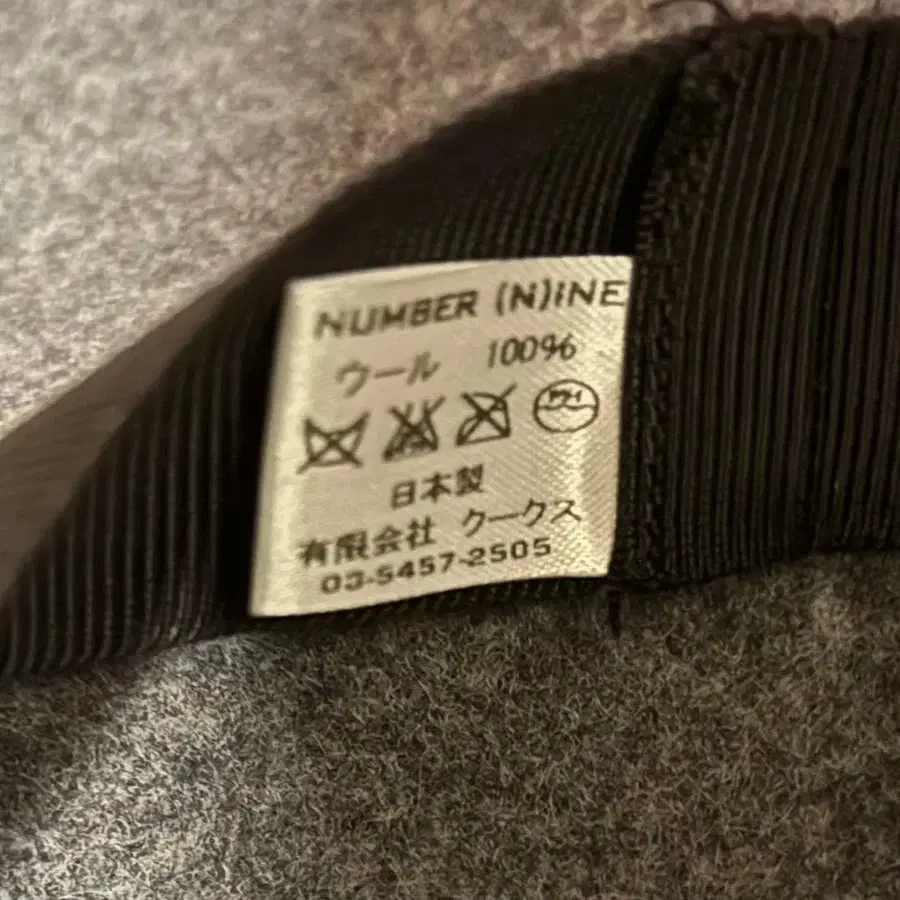 NUMBER (N)INE
ウール 100%
日本製
有限会社 クークス
03-5457-2505